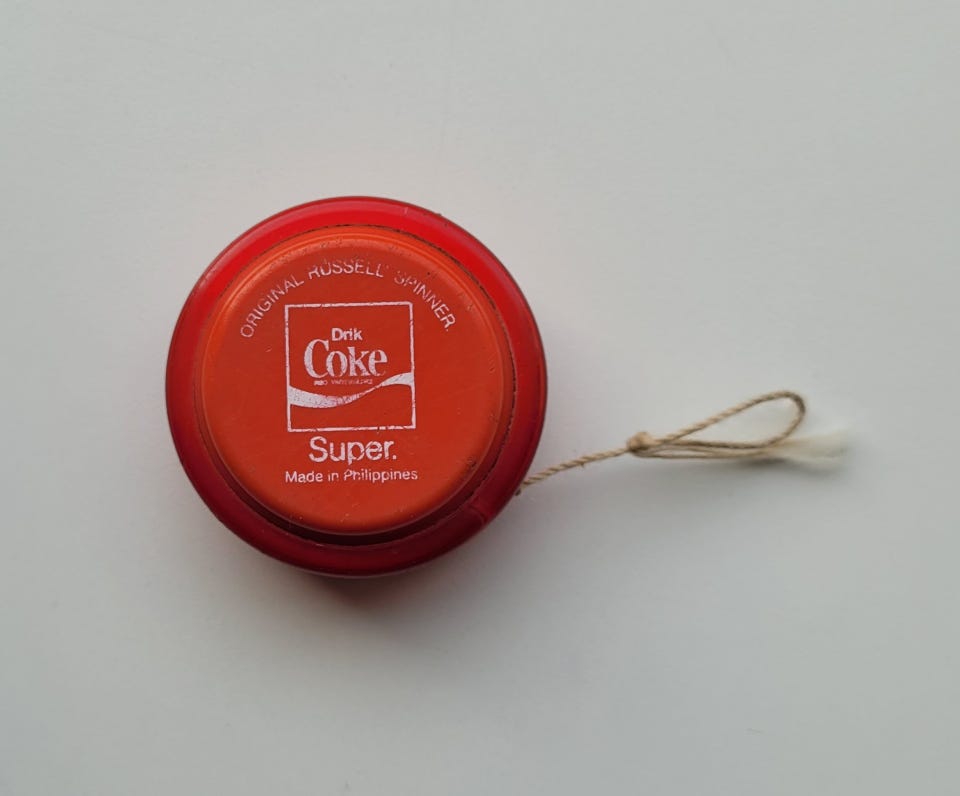 ORIGINAL RUSSELL SPINNER.
Drik
Coke
Super.
Made in Philippines